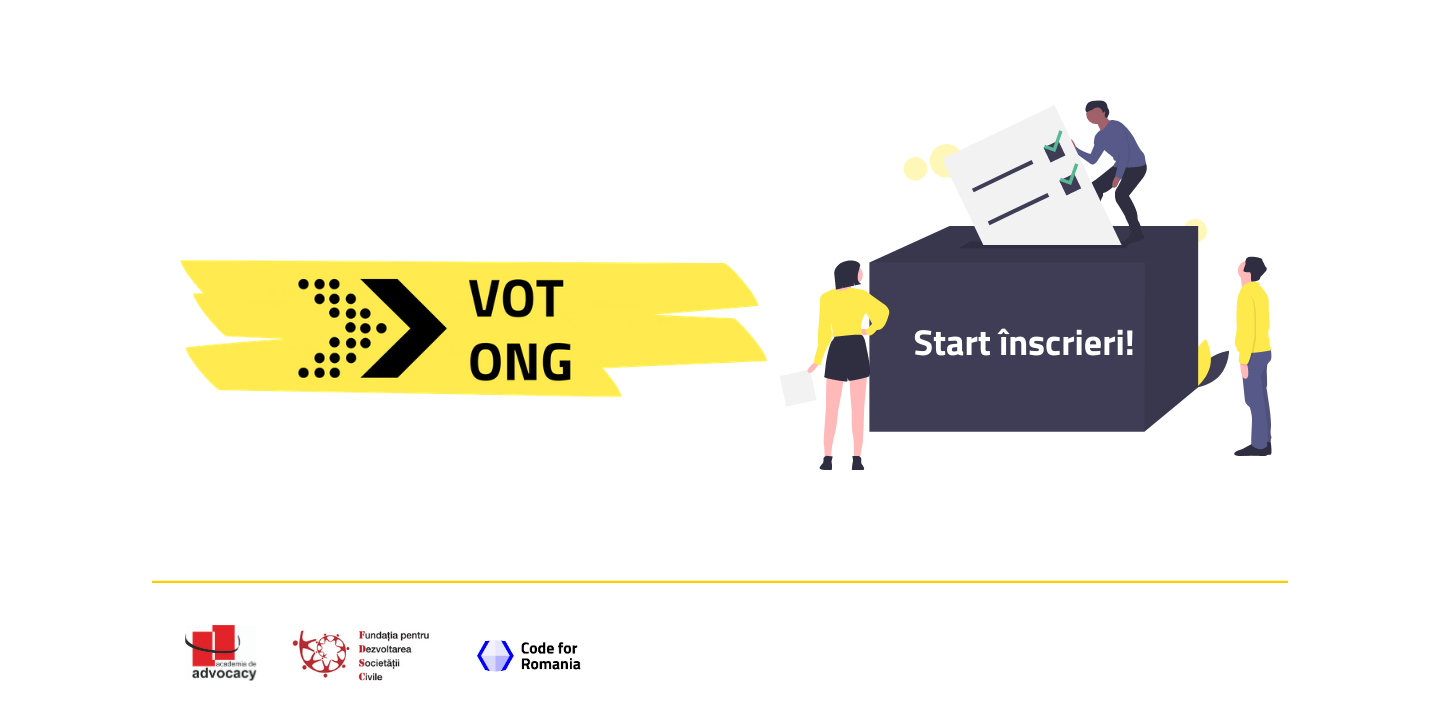 VOT
ONG
Start înscrieri!
academia de
advocacy
Fundația pentru
Dezvoltarea
Societății
Civile
Code for
Romania